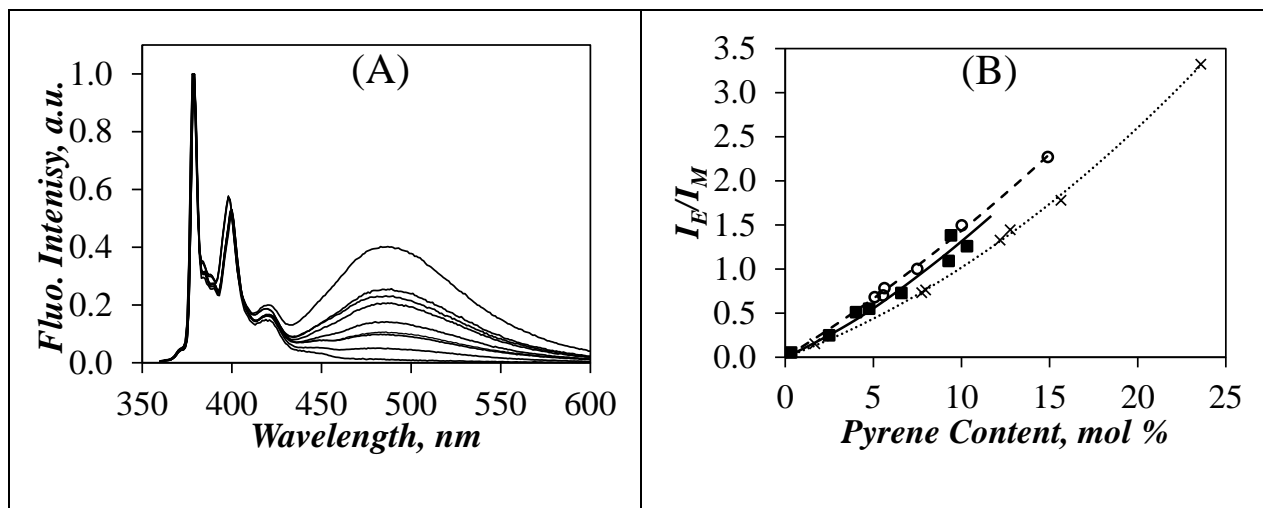 (A)
Fluo. Intenisy, a.u.
1.0
0.8
0.6
0.4
0.2
0.0
350 400 450 500 550 600
Wavelength, nm
(B)
I_E/I_M
3.5
3.0
2.5
2.0
1.5
1.0
0.5
0.0
0 5 10 15 20 25
Pyrene Content, mol %